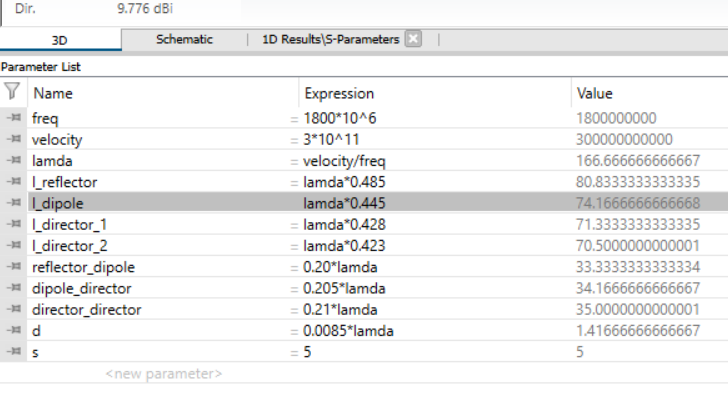 Dir. 9.776 dBi
3D Schematic 1D Results\S-Parameters
Parameter List
Name Expression Value
freq = 1800*10^6 1800000000
velocity = 3*10^11 300000000000
lamda = velocity/freq 166.666666666667
l_reflector = lamda*0.485 80.8333333333335
l_dipole lamda*0.445 74.1666666666668
l_director_1 = lamda*0.428 71.3333333333335
l_director_2 = lamda*0.423 70.5000000000001
reflector_dipole = 0.20*lamda 33.3333333333334
dipole_director = 0.205*lamda 34.1666666666667
director_director = 0.21*lamda 35.0000000000001
d = 0.0085*lamda 1.41666666666667
s = 5 5
<new parameter>